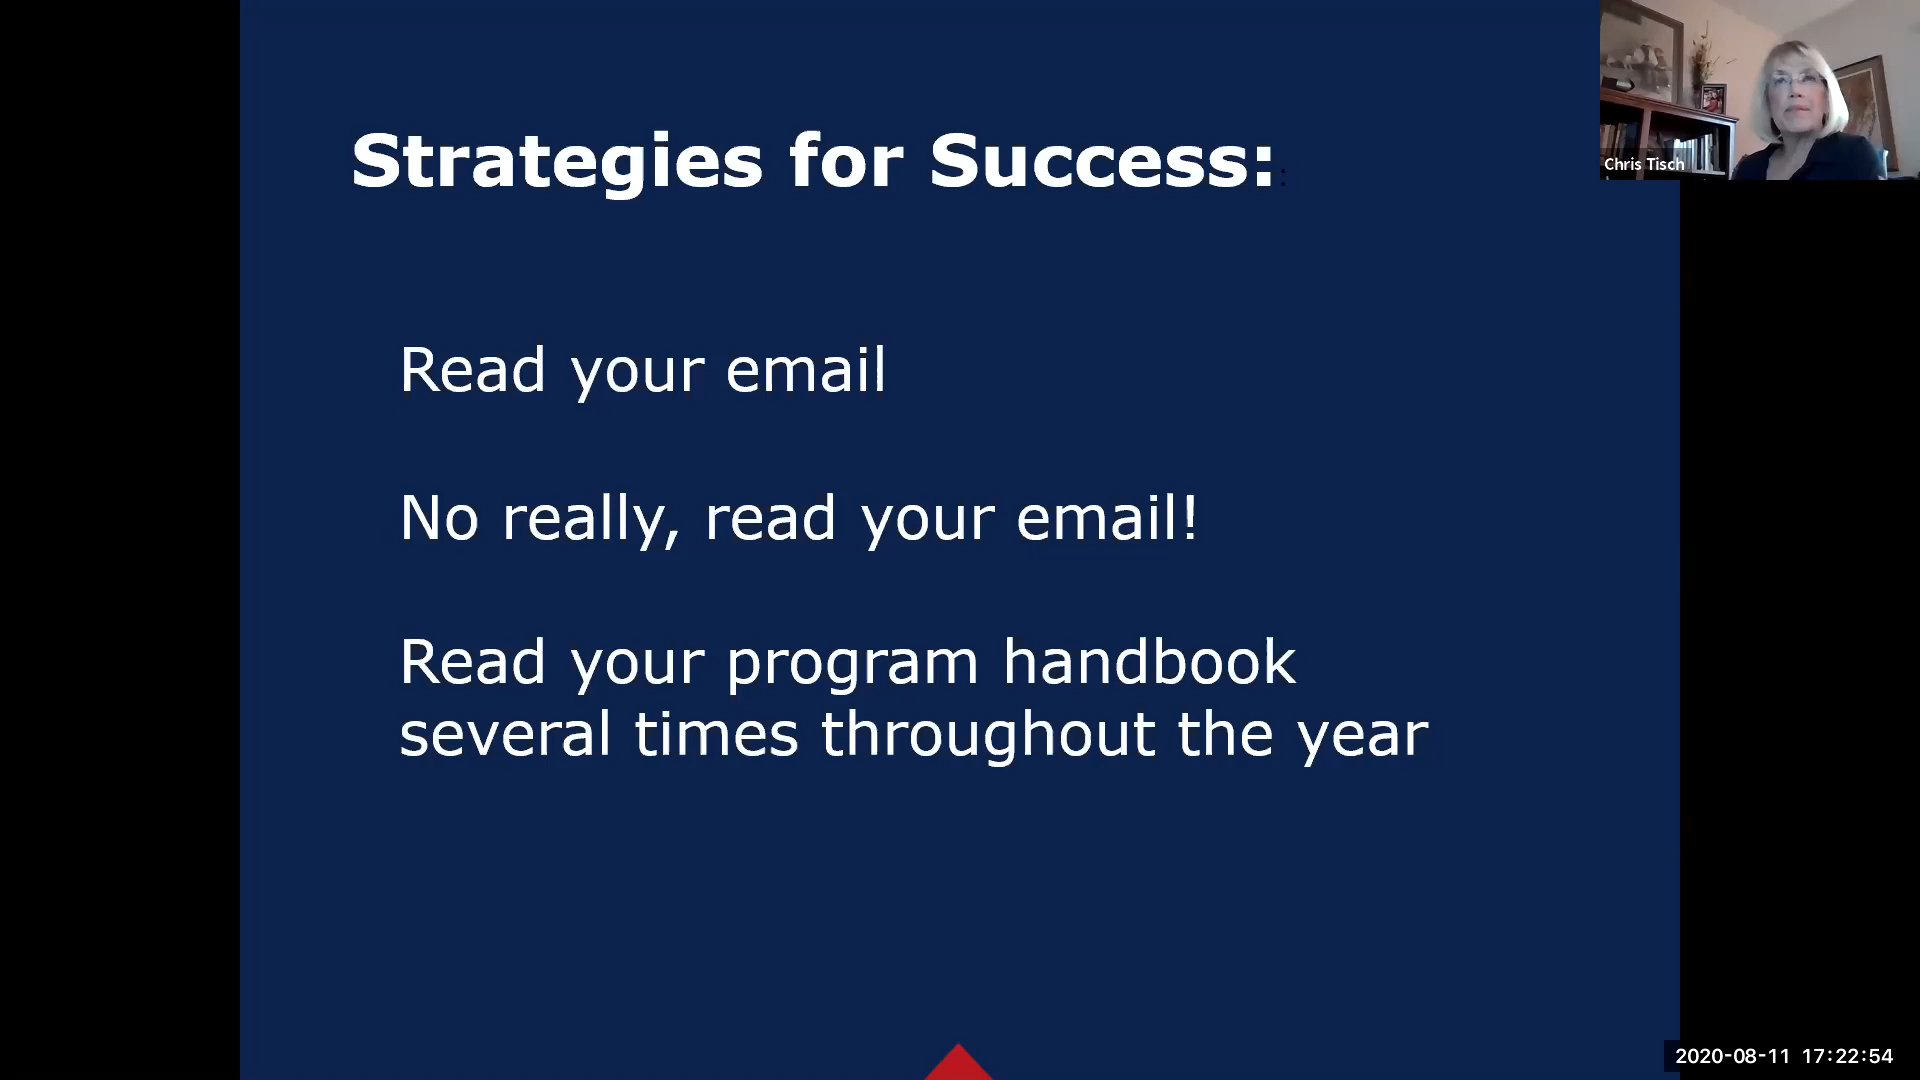 Strategies for Success:
Chris Tisch
Read your email
No really, read your email!
Read your program handbook
several times throughout the year
2020-08-11 17:22:54